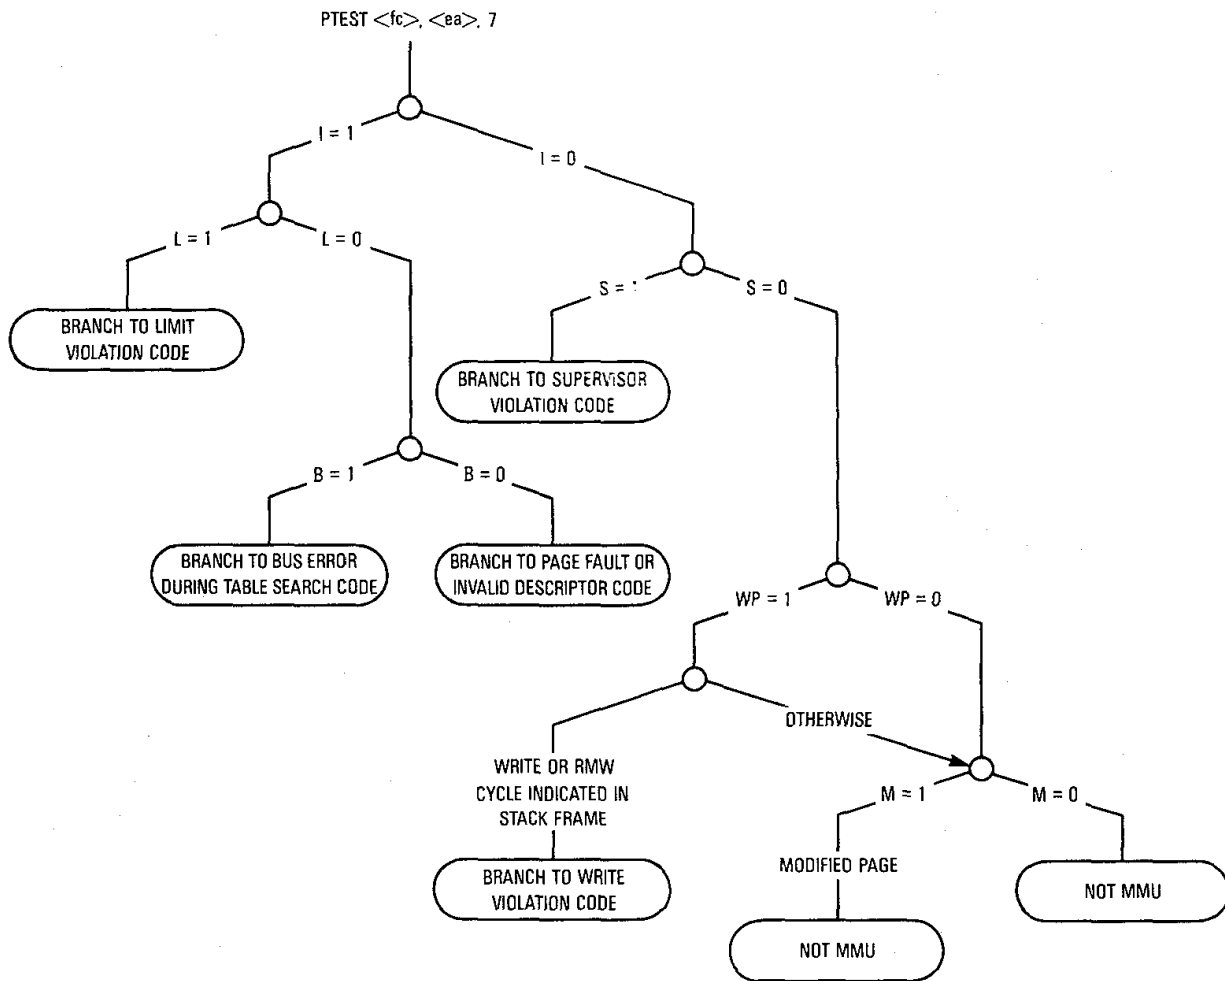 PTEST <fc>, <ea>, 7
I = 1
I = 0
L = 1
L = 0
S = 1
S = 0
BRANCH TO LIMIT
VIOLATION CODE
BRANCH TO SUPERVISOR
VIOLATION CODE
B = 1
B = 0
BRANCH TO BUS ERROR
DURING TABLE SEARCH CODE
BRANCH TO PAGE FAULT OR
INVALID DESCRIPTOR CODE
WP = 1
WP = 0
OTHERWISE
WRITE OR RMW
CYCLE INDICATED IN
STACK FRAME
M = 1
M = 0
MODIFIED PAGE
BRANCH TO WRITE
VIOLATION CODE
NOT MMU
NOT MMU